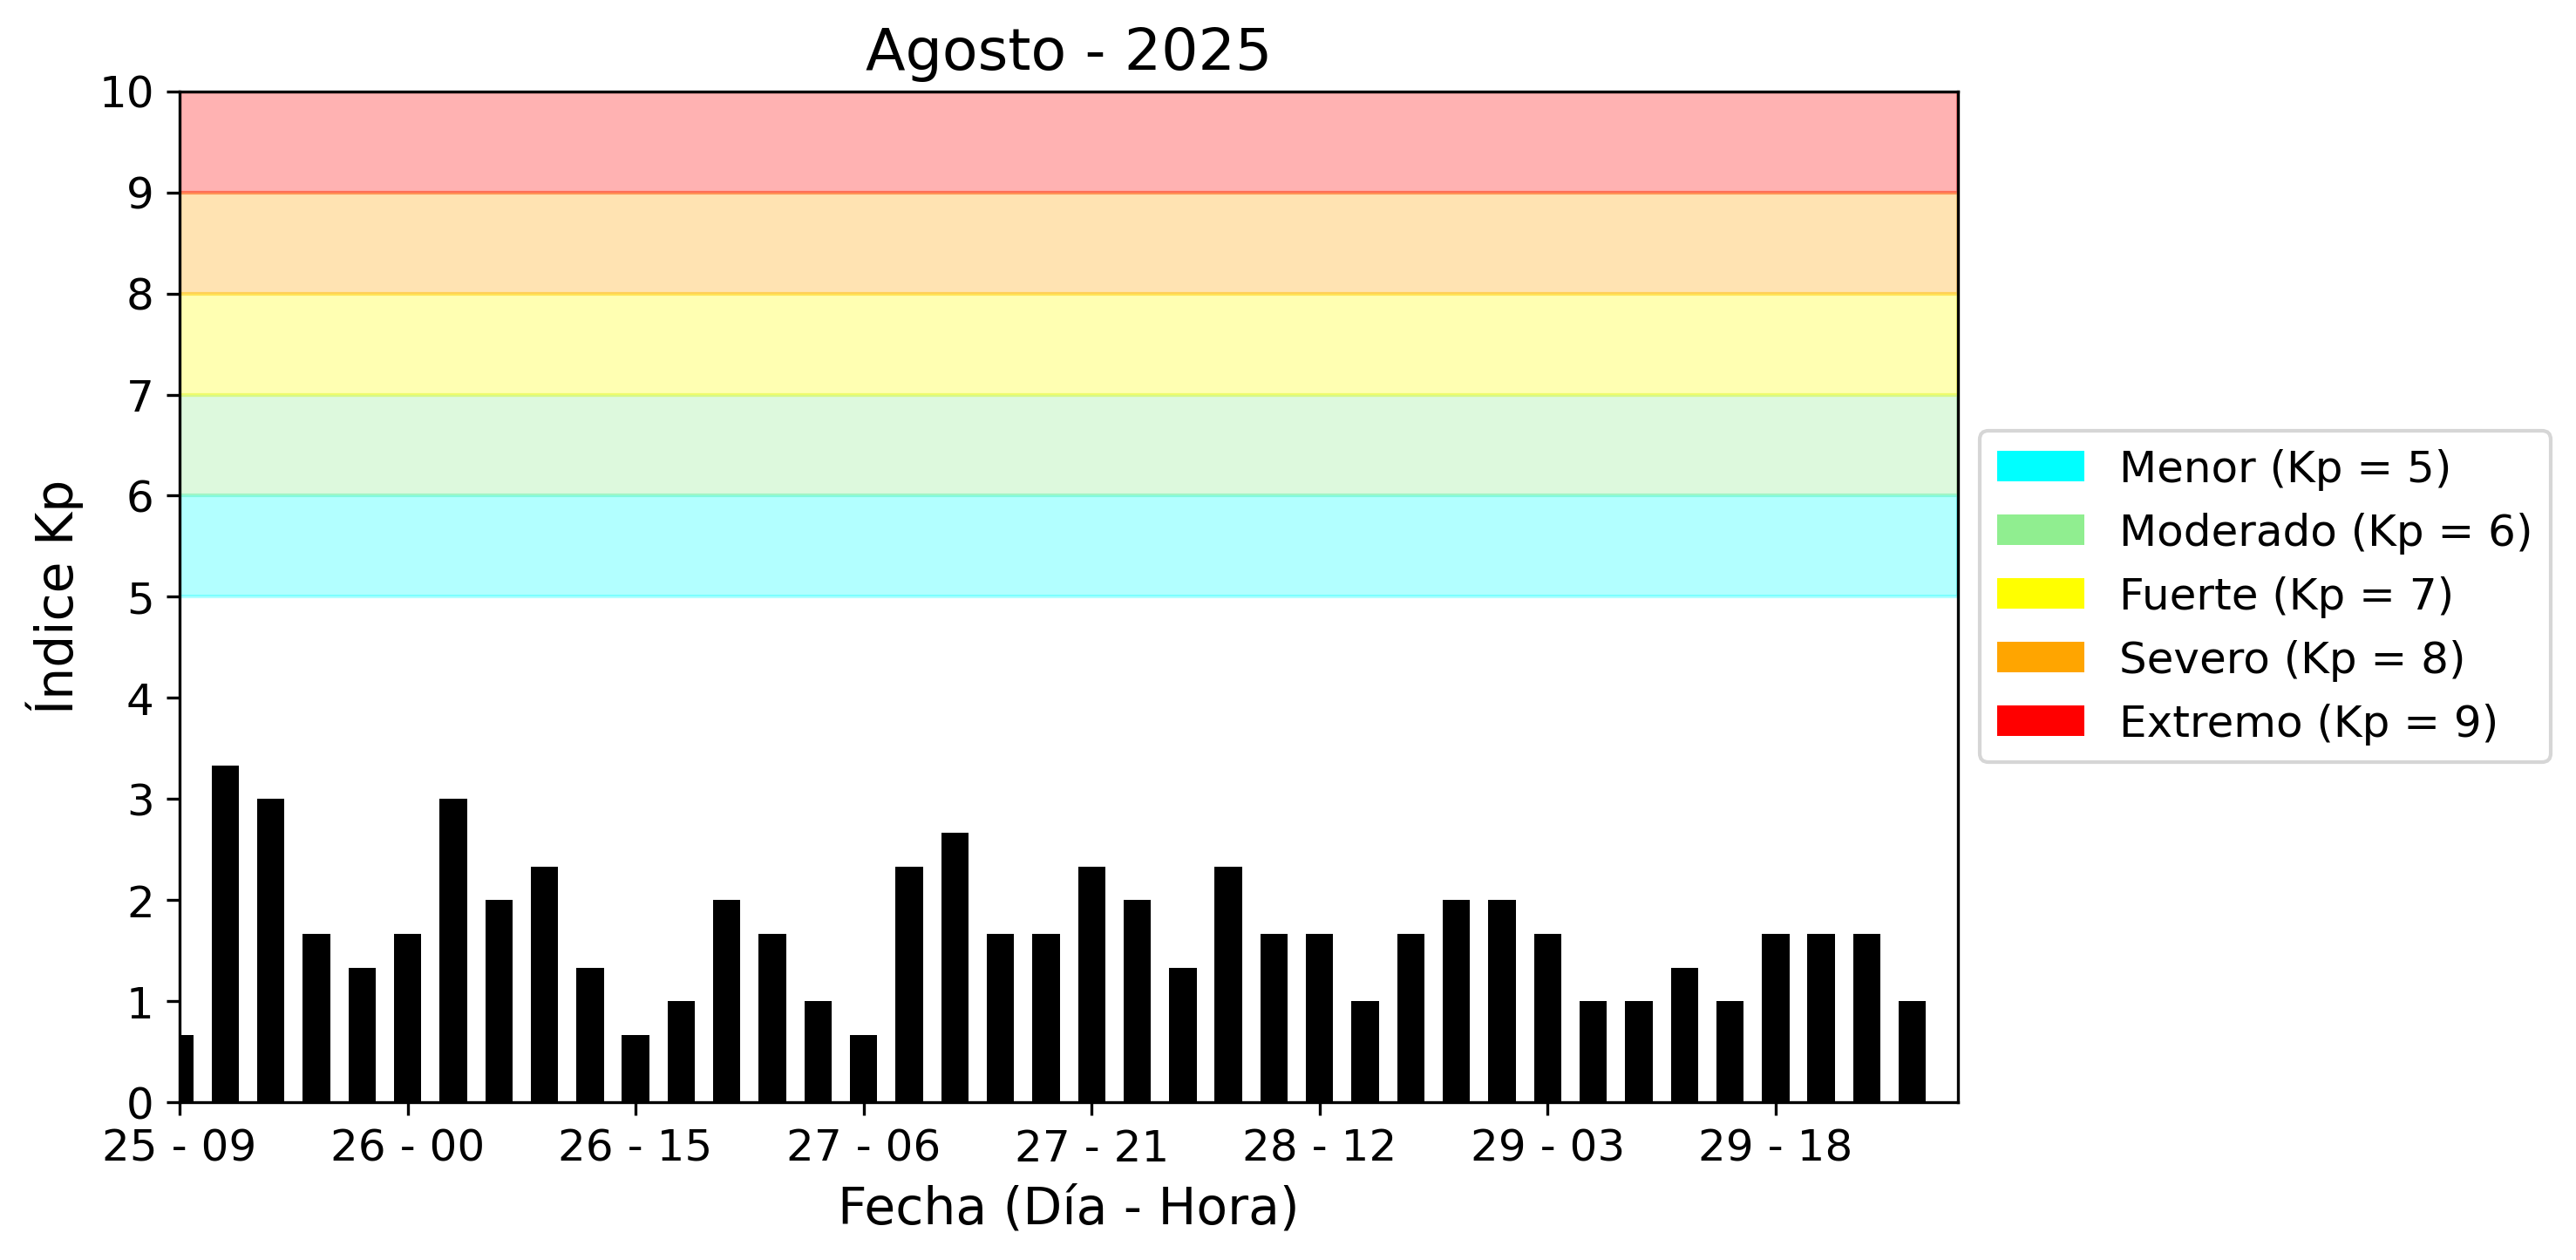 Agosto - 2025
10
9
8
7
6
5
4
3
2
1
0
Índice Kp
25 - 09
26 - 00
26 - 15
27 - 06
27 - 21
28 - 12
29 - 03
29 - 18
Fecha (Día - Hora)
Menor (Kp = 5)
Moderado (Kp = 6)
Fuerte (Kp = 7)
Severo (Kp = 8)
Extremo (Kp = 9)